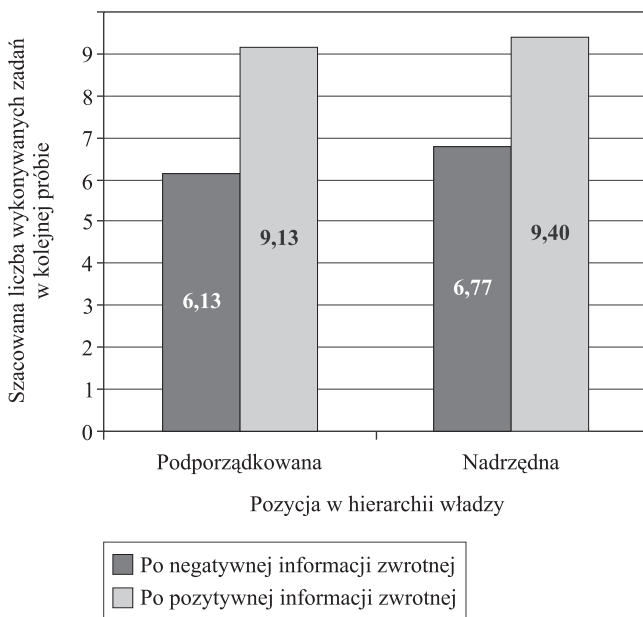 Szacowana liczba wykonywanych zadań
w kolejnej próbie
9
8
7
6
5
4
3
2
1
0
6,13
9,13
6,77
9,40
Podporządkowana
Nadrzędna
Pozycja w hierarchii władzy
Po negatywnej informacji zwrotnej
Po pozytywnej informacji zwrotnej